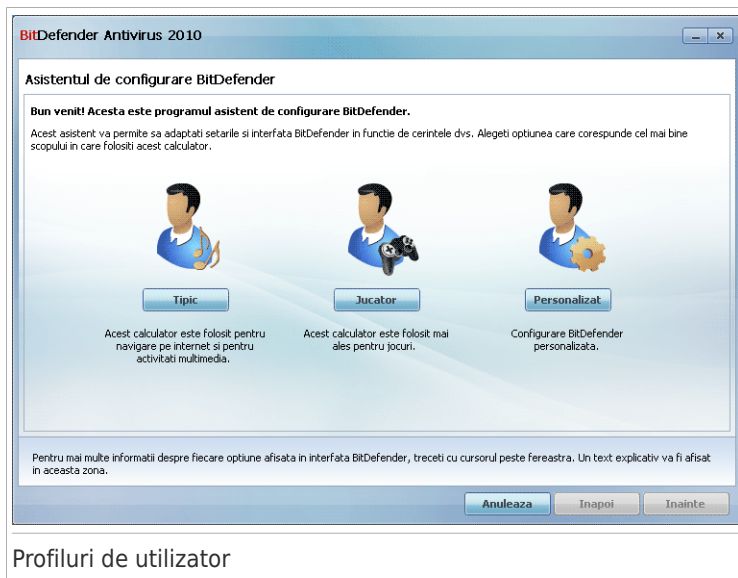 BitDefender Antivirus 2010
Asistentul de configurare BitDefender
Bun venit! Acesta este programul asistent de configurare BitDefender.
Acest asistent va permite sa adaptati setarile si interfata BitDefender in functie de cerintele dvs. Alegeti optiunea care corespunde cel mai bine
scopului in care folositi acest calculator.
Tipic
Acest calculator este folosit pentru
navigare pe internet si pentru
activitati multimedia.
Jucator
Acest calculator este folosit mai
ales pentru jocuri.
Personalizat
Configurare BitDefender
personalizata.
Pentru mai multe informatii despre fiecare optiune afisata in interfata BitDefender, treceti cu cursorul peste fereastra. Un text explicativ va fi afisat
in aceasta zona.
Anuleaza
Inapoi
Inainte
Profiluri de utilizator